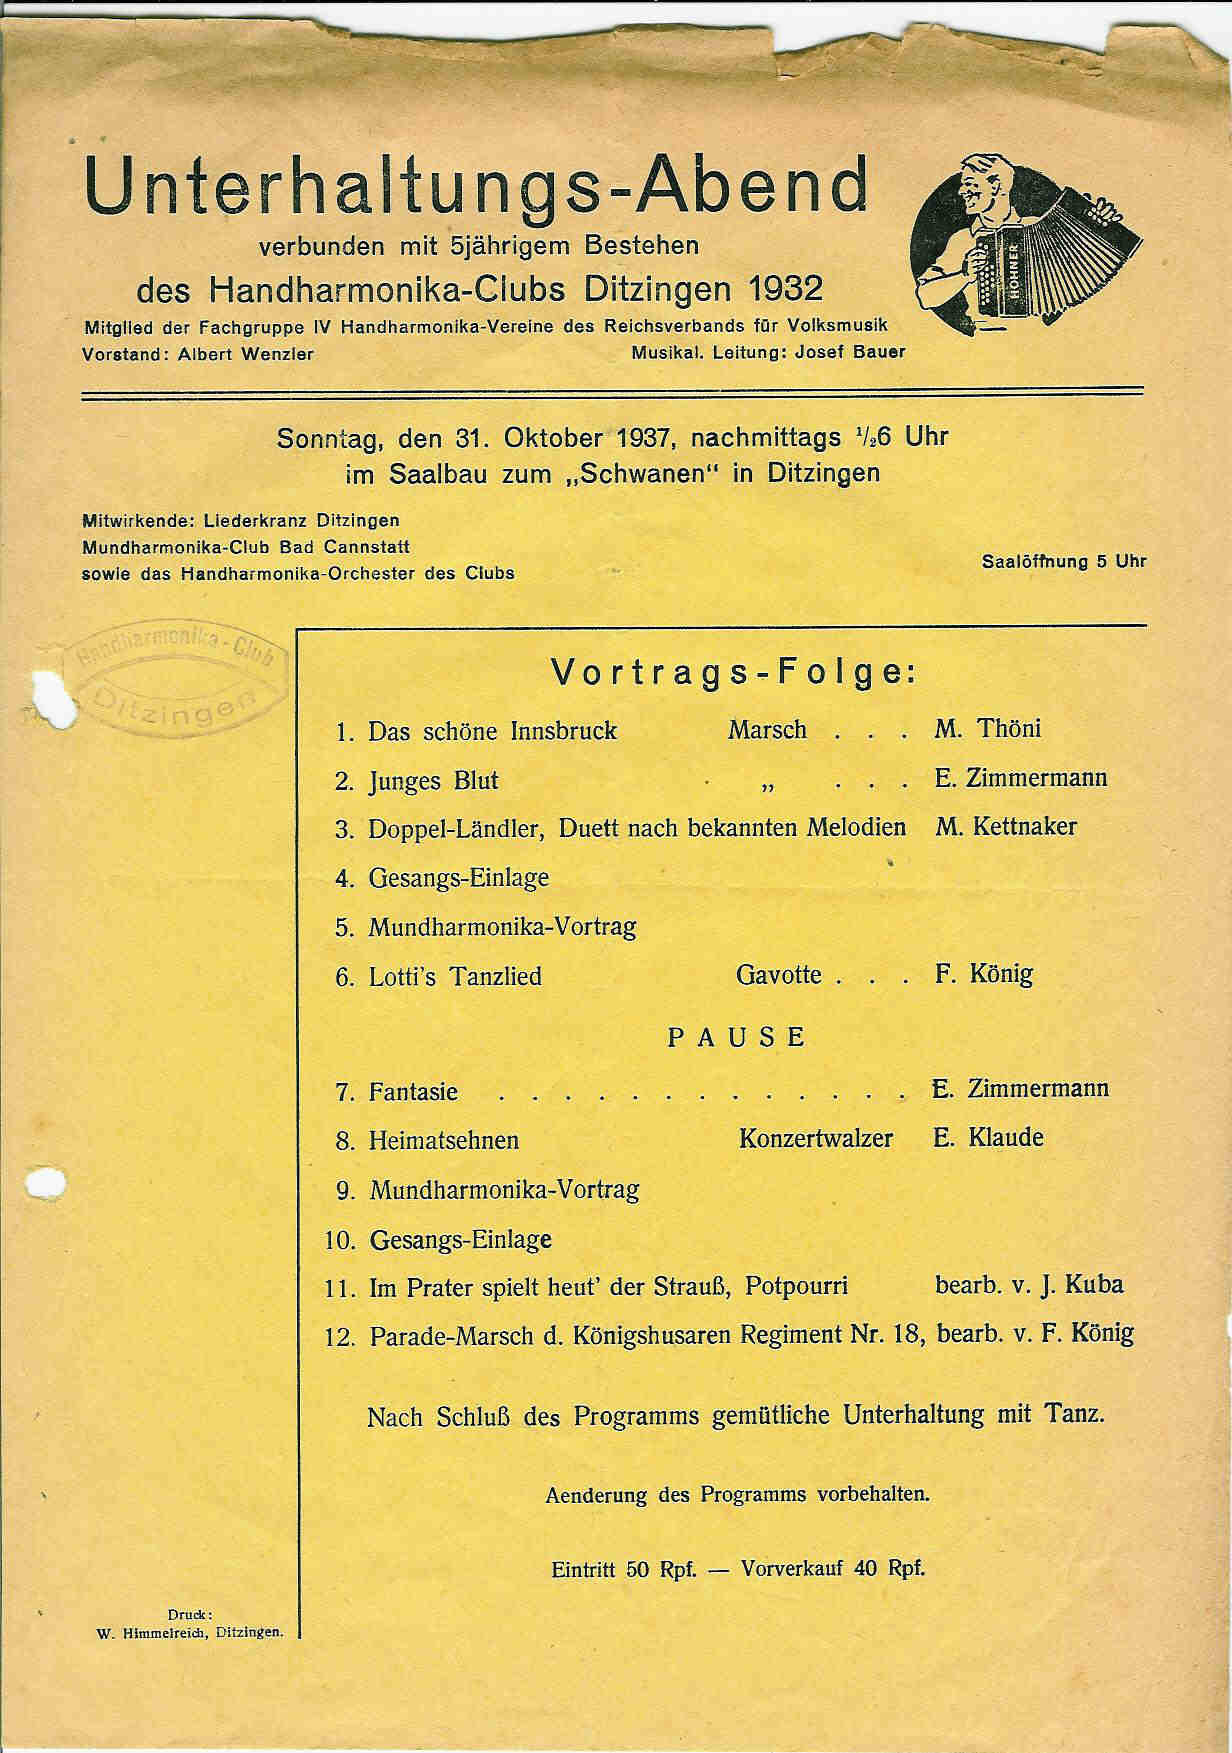 Unterhaltungs-Abend
verbunden mit 5jährigem Bestehen
des Handharmonika-Clubs Ditzingen 1932
Mitglied der Fachgruppe IV Handharmonika-Vereine des Reichsverbands für Volksmusik
Vorstand: Albert Wenzler Musikal. Leitung: Josef Bauer
HOHNER
Sonntag, den 31. Oktober 1937, nachmittags ½6 Uhr
im Saalbau zum „Schwanen“ in Ditzingen
Mitwirkende: Liederkranz Ditzingen
Mundharmonika-Club Bad Cannstatt
sowie das Handharmonika-Orchester des Clubs
Saalöffnung 5 Uhr
Handharmonika-Club
Ditzingen
Vortrags-Folge:
1. Das schöne Innsbruck Marsch . . . M. Thöni
2. Junges Blut „ . . . E. Zimmermann
3. Doppel-Ländler, Duett nach bekannten Melodien M. Kettnaker
4. Gesangs-Einlage
5. Mundharmonika-Vortrag
6. Lotti's Tanzlied Gavotte . . . F. König
PAUSE
7. Fantasie . . . . . . . . . . . . . E. Zimmermann
8. Heimatsehnen Konzertwalzer E. Klaude
9. Mundharmonika-Vortrag
10. Gesangs-Einlage
11. Im Prater spielt heut' der Strauß, Potpourri bearb. v. J. Kuba
12. Parade-Marsch d. Königshusaren Regiment Nr. 18, bearb. v. F. König
Nach Schluß des Programms gemütliche Unterhaltung mit Tanz.
Aenderung des Programms vorbehalten.
Eintritt 50 Rpf. — Vorverkauf 40 Rpf.
Druck:
W. Himmelreich, Ditzingen.